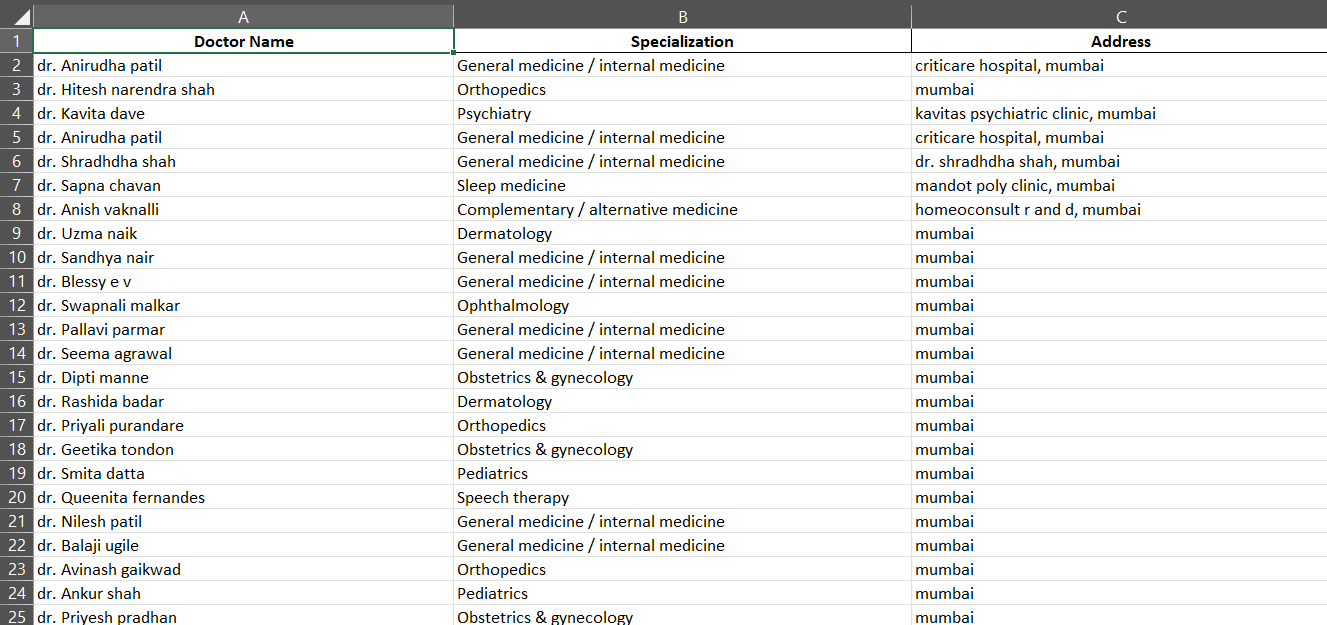 A B C
1 Doctor Name Specialization Address
2 dr. Anirudha patil General medicine / internal medicine criticare hospital, mumbai
3 dr. Hitesh narendra shah Orthopedics mumbai
4 dr. Kavita dave Psychiatry kavitas psychiatric clinic, mumbai
5 dr. Anirudha patil General medicine / internal medicine criticare hospital, mumbai
6 dr. Shradhdha shah General medicine / internal medicine dr. shradhdha shah, mumbai
7 dr. Sapna chavan Sleep medicine mandot poly clinic, mumbai
8 dr. Anish vaknalli Complementary / alternative medicine homeoconsult r and d, mumbai
9 dr. Uzma naik Dermatology mumbai
10 dr. Sandhya nair General medicine / internal medicine mumbai
11 dr. Blessy e v General medicine / internal medicine mumbai
12 dr. Swapnali malkar Ophthalmology mumbai
13 dr. Pallavi parmar General medicine / internal medicine mumbai
14 dr. Seema agrawal General medicine / internal medicine mumbai
15 dr. Dipti manne Obstetrics & gynecology mumbai
16 dr. Rashida badar Dermatology mumbai
17 dr. Priyali purandare Orthopedics mumbai
18 dr. Geetika tondon Obstetrics & gynecology mumbai
19 dr. Smita datta Pediatrics mumbai
20 dr. Queenita fernandes Speech therapy mumbai
21 dr. Nilesh patil General medicine / internal medicine mumbai
22 dr. Balaji ugile General medicine / internal medicine mumbai
23 dr. Avinash gaikwad Orthopedics mumbai
24 dr. Ankur shah Pediatrics mumbai
25 dr. Priyesh pradhan Obstetrics & gynecology mumbai